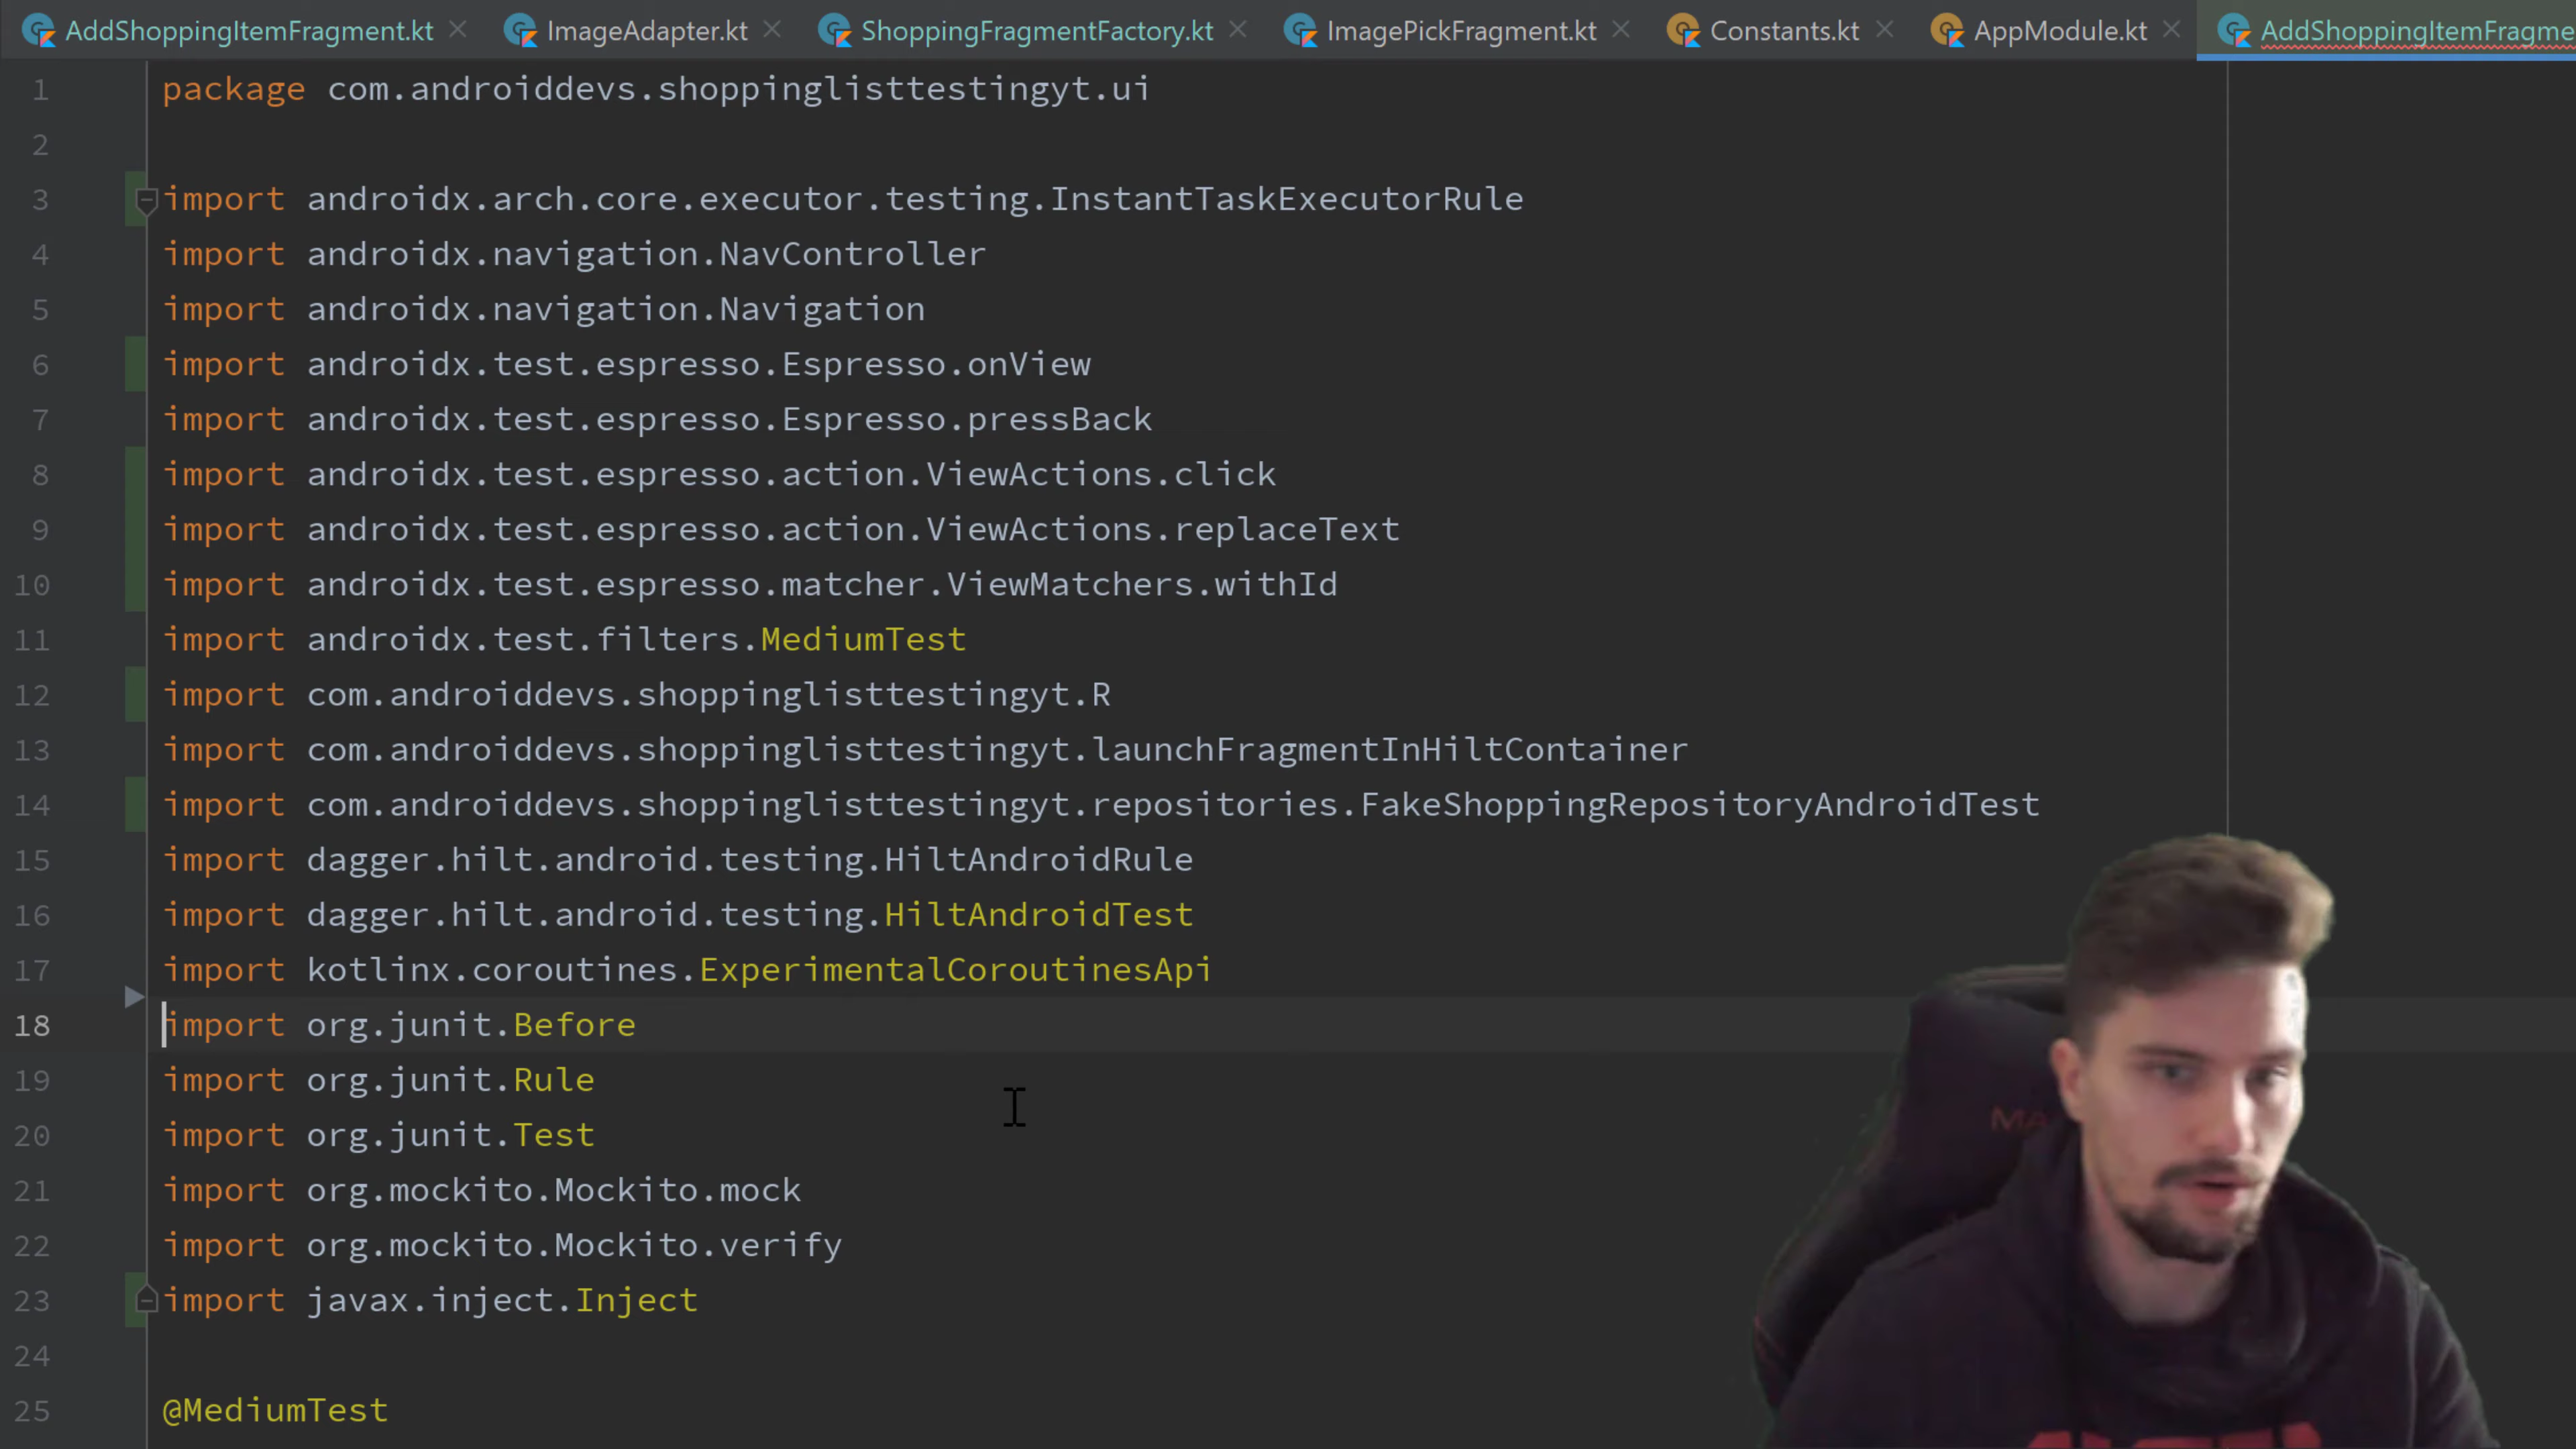 AddShoppingItemFragment.kt ImageAdapter.kt ShoppingFragmentFactory.kt ImagePickFragment.kt Constants.kt AppModule.kt AddShoppingItemFragme
1 package com.androiddevs.shoppinglisttestingyt.ui
2
3 import androidx.arch.core.executor.testing.InstantTaskExecutorRule
4 import androidx.navigation.NavController
5 import androidx.navigation.Navigation
6 import androidx.test.espresso.Espresso.onView
7 import androidx.test.espresso.Espresso.pressBack
8 import androidx.test.espresso.action.ViewActions.click
9 import androidx.test.espresso.action.ViewActions.replaceText
10 import androidx.test.espresso.matcher.ViewMatchers.withId
11 import androidx.test.filters.MediumTest
12 import com.androiddevs.shoppinglisttestingyt.R
13 import com.androiddevs.shoppinglisttestingyt.launchFragmentInHiltContainer
14 import com.androiddevs.shoppinglisttestingyt.repositories.FakeShoppingRepositoryAndroidTest
15 import dagger.hilt.android.testing.HiltAndroidRule
16 import dagger.hilt.android.testing.HiltAndroidTest
17 import kotlinx.coroutines.ExperimentalCoroutinesApi
18 import org.junit.Before
19 import org.junit.Rule
20 import org.junit.Test
21 import org.mockito.Mockito.mock
22 import org.mockito.Mockito.verify
23 import javax.inject.Inject
24
25 @MediumTest